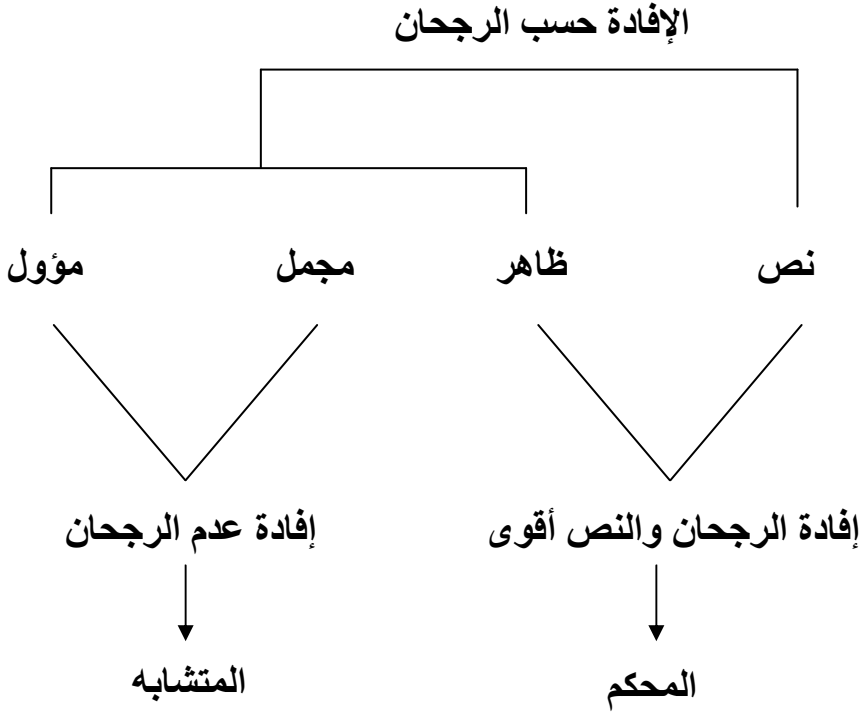 الإفادة حسب الرجحان
نص ظاهر مجمل مؤول
إفادة الرجحان والنص أقوى إفادة عدم الرجحان
المحكم المتشابه